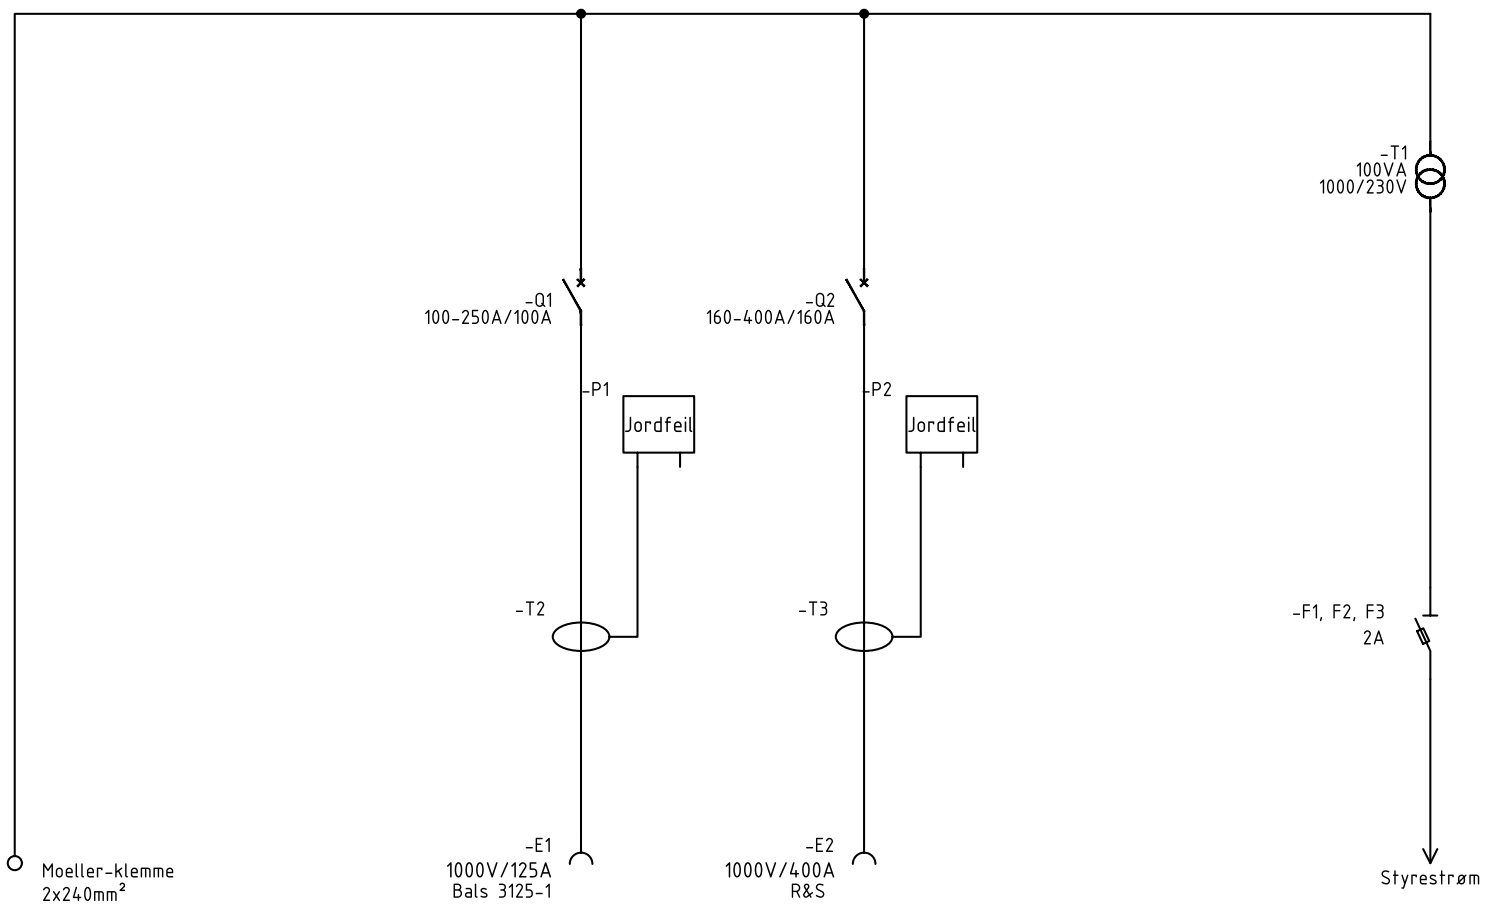 -T1
100VA
1000/230V
-Q1
100-250A/100A
-Q2
160-400A/160A
-P1
Jordfeil
-P2
Jordfeil
-T2
-T3
-F1, F2, F3
2A
-E1
1000V/125A
Bals 3125-1
-E2
1000V/400A
R&S
Moeller-klemme
2x240mm²
Styrestrøm